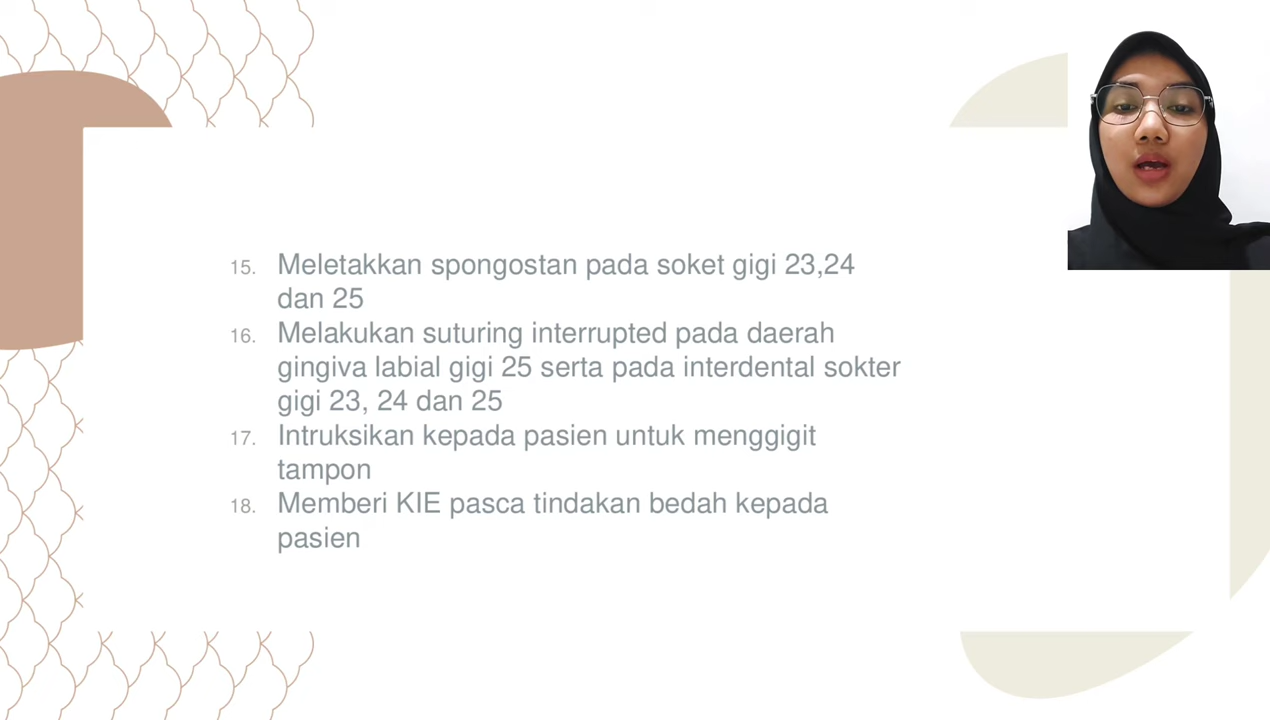 15. Meletakkan spongostan pada soket gigi 23,24
dan 25
16. Melakukan suturing interrupted pada daerah
gingiva labial gigi 25 serta pada interdental sokter
gigi 23, 24 dan 25
17. Intruksikan kepada pasien untuk menggigit
tampon
18. Memberi KIE pasca tindakan bedah kepada
pasien